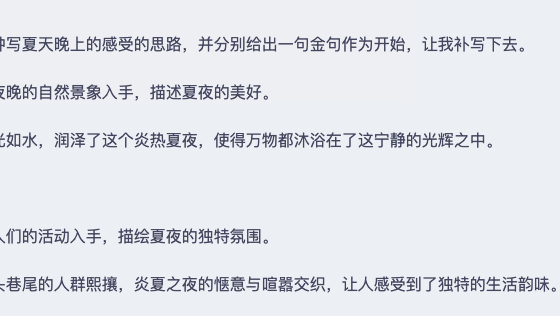 写夏天晚上的感受的思路，并分别给出一句金句作为开始，让我补写下去。
晚的自然景象入手，描述夏夜的美好。
如水，润泽了这个炎热夏夜，使得万物都沐浴在了这宁静的光辉之中。
们的活动入手，描绘夏夜的独特氛围。
巷尾的人群熙攘，炎夏之夜的惬意与喧嚣交织，让人感受到了独特的生活韵味。